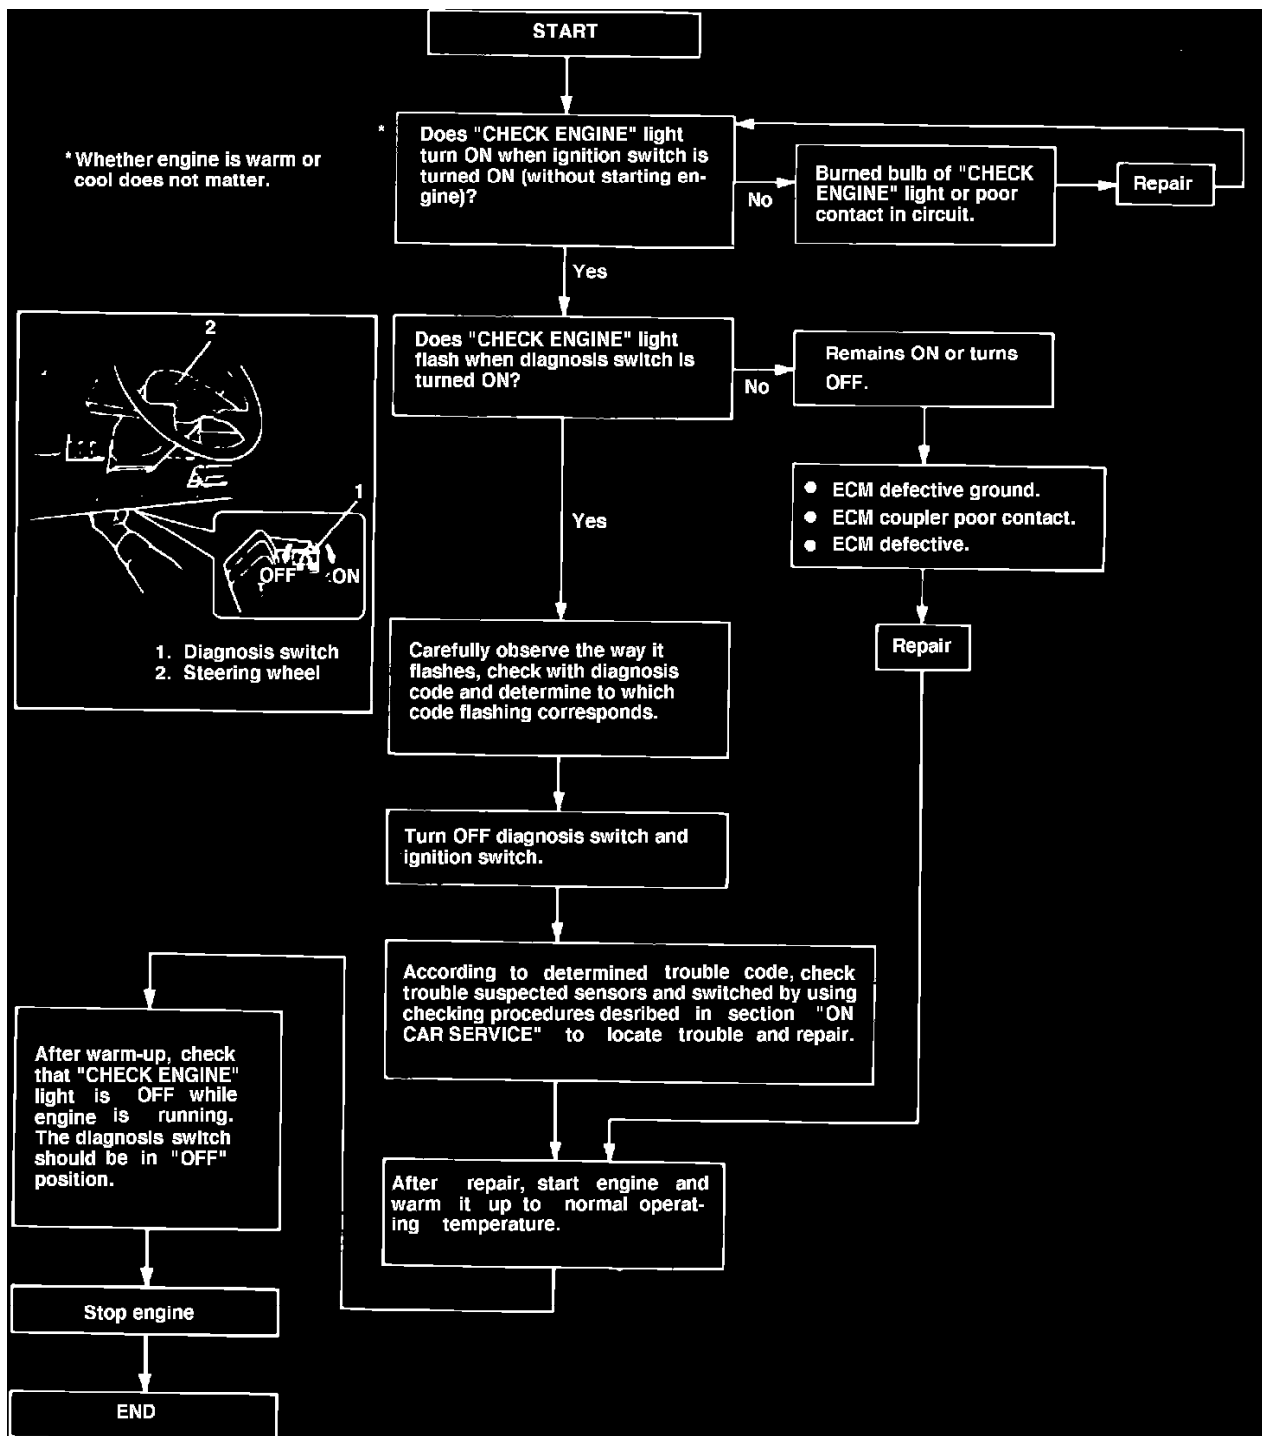 START
*
Does "CHECK ENGINE" light
turn ON when ignition switch is
turned ON (without starting en-
gine)?
* Whether engine is warm or
cool does not matter.
No
Burned bulb of "CHECK
ENGINE" light or poor
contact in circuit.
Repair
Yes
Does "CHECK ENGINE" light
flash when diagnosis switch is
turned ON?
No
Remains ON or turns
OFF.
● ECM defective ground.
● ECM coupler poor contact.
● ECM defective.
Repair
2
1
OFF
ON
1. Diagnosis switch
2. Steering wheel
Yes
Carefully observe the way it
flashes, check with diagnosis
code and determine to which
code flashing corresponds.
Turn OFF diagnosis switch and
ignition switch.
According to determined trouble code, check
trouble suspected sensors and switched by using
checking procedures desribed in section "ON
CAR SERVICE" to locate trouble and repair.
After repair, start engine and
warm it up to normal operat-
ing temperature.
After warm-up, check
that "CHECK ENGINE"
light is OFF while
engine is running.
The diagnosis switch
should be in "OFF"
position.
Stop engine
END